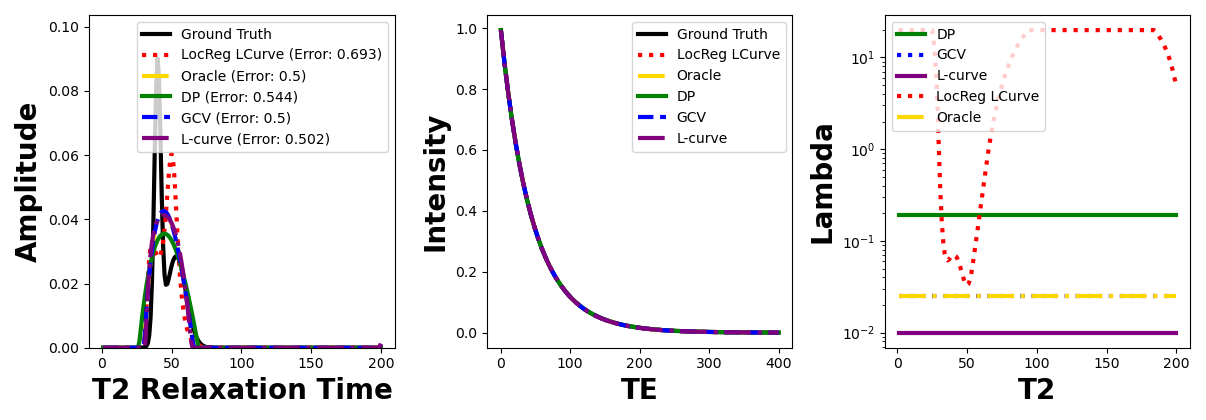 Amplitude
0.10
0.08
0.06
0.04
0.02
0.00
Ground Truth
LocReg LCurve (Error: 0.693)
Oracle (Error: 0.5)
DP (Error: 0.544)
GCV (Error: 0.5)
L-curve (Error: 0.502)
0 50 100 150 200
T2 Relaxation Time
Intensity
1.0
0.8
0.6
0.4
0.2
0.0
Ground Truth
LocReg LCurve
Oracle
DP
GCV
L-curve
0 100 200 300 400
TE
Lambda
10¹
10⁰
10⁻¹
10⁻²
DP
GCV
L-curve
LocReg LCurve
Oracle
0 50 100 150 200
T2